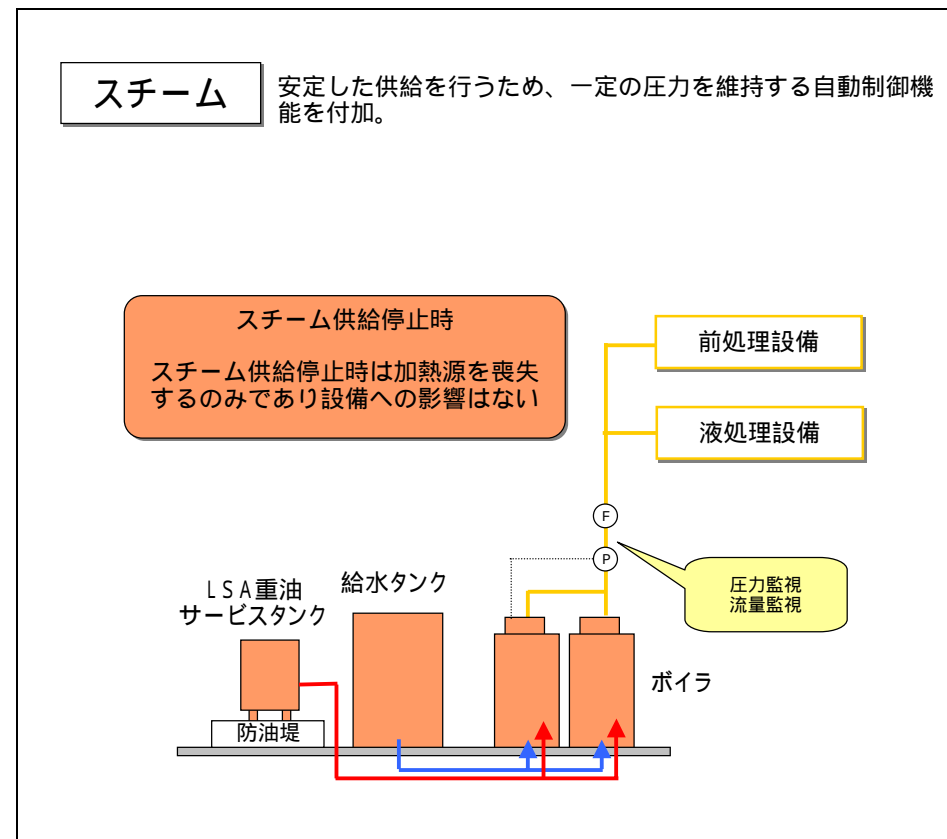 スチーム
安定した供給を行うため、一定の圧力を維持する自動制御機
能を付加。
スチーム供給停止時
スチーム供給停止時は加熱源を喪失
するのみであり設備への影響はない
前処理設備
液処理設備
F
P
圧力監視
流量監視
LSA重油
サービスタンク
給水タンク
ボイラ
防油堤